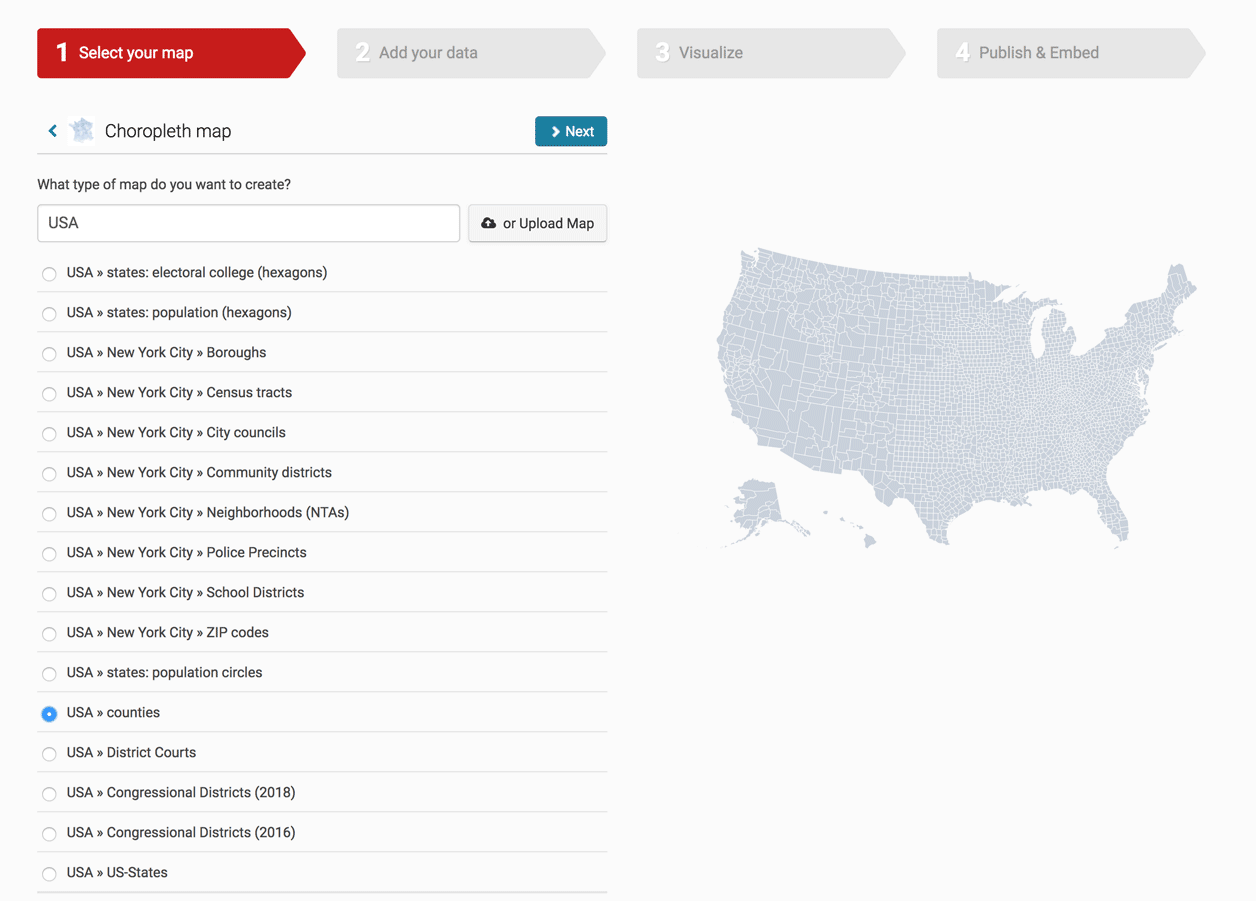 1 Select your map
2 Add your data
3 Visualize
4 Publish & Embed
Choropleth map
Next
What type of map do you want to create?
USA
or Upload Map
USA » states: electoral college (hexagons)
USA » states: population (hexagons)
USA » New York City » Boroughs
USA » New York City » Census tracts
USA » New York City » City councils
USA » New York City » Community districts
USA » New York City » Neighborhoods (NTAs)
USA » New York City » Police Precincts
USA » New York City » School Districts
USA » New York City » ZIP codes
USA » states: population circles
USA » counties
USA » District Courts
USA » Congressional Districts (2018)
USA » Congressional Districts (2016)
USA » US-States